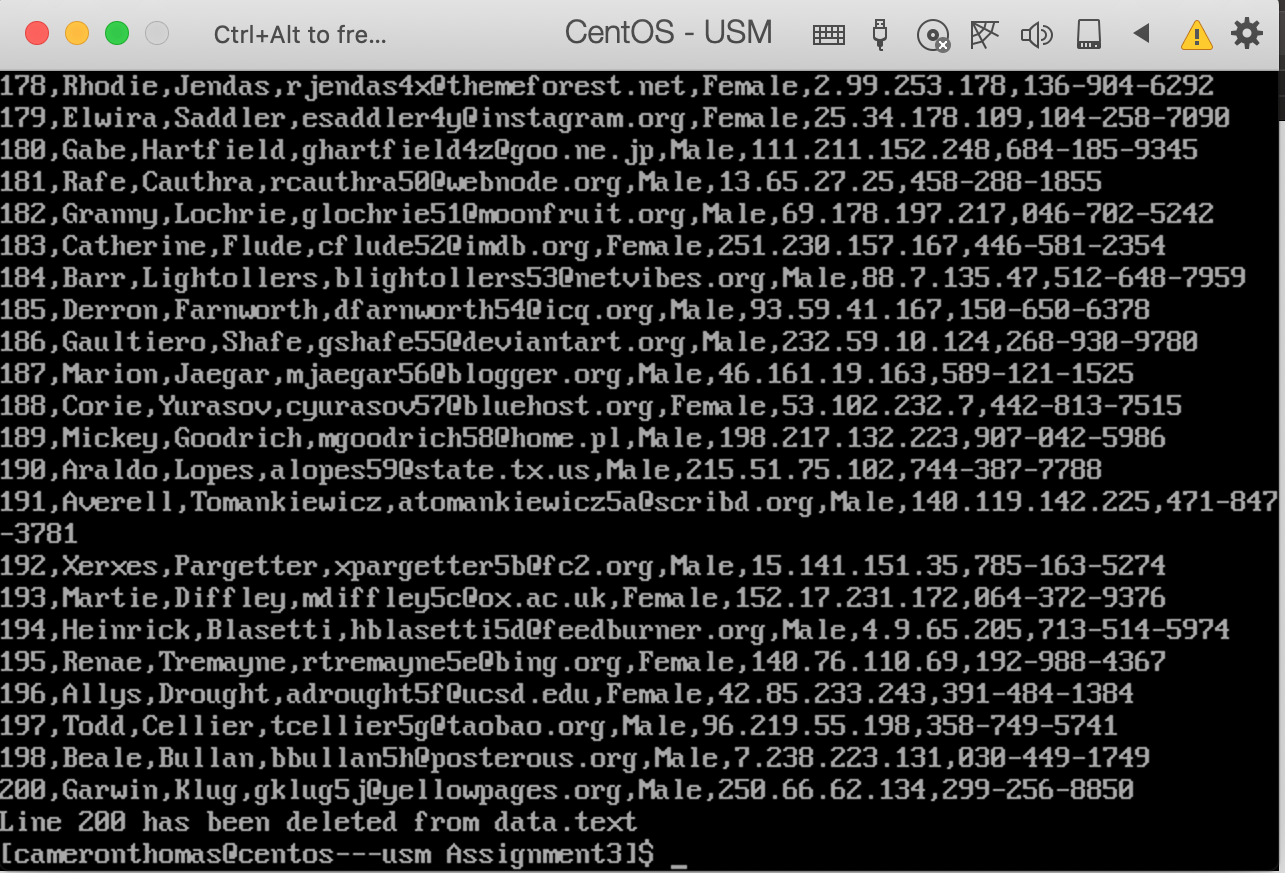 Ctrl+Alt to fre...
CentOS - USM
178,Rhodie,Jendas,rjendas4x@themeforest.net,Female,2.99.253.178,136-904-6292
179,Elwira,Saddler,esaddler4y@instagram.org,Female,25.34.178.109,104-258-7090
180,Gabe,Hartfield,ghartfield4z@goo.ne.jp,Male,111.211.152.248,684-185-9345
181,Rafe,Cauthra,rcauthra50@webnode.org,Male,13.65.27.25,458-288-1855
182,Granny,Lochrie,glochrie51@moonfruit.org,Male,69.178.197.217,046-702-5242
183,Catherine,Flude,cflude52@imdb.org,Female,251.230.157.167,446-581-2354
184,Barr,Lightollers,blightollers53@netvibes.org,Male,88.7.135.47,512-648-7959
185,Derron,Farnworth,dfarnworth54@icq.org,Male,93.59.41.167,150-650-6378
186,Gaultiero,Shafe,gshafe55@deviantart.org,Male,232.59.10.124,268-930-9780
187,Marion,Jaegar,mjaegar56@blogger.org,Male,46.161.19.163,589-121-1525
188,Corie,Yurasov,cyurasov57@bluehost.org,Female,53.102.232.7,442-813-7515
189,Mickey,Goodrich,mgoodrich58@home.pl,Male,198.217.132.223,907-042-5986
190,Araldo,Lopes,alopes59@state.tx.us,Male,215.51.75.102,744-387-7788
191,Averell,Tomankiewicz,atomankiewicz5a@scribd.org,Male,140.119.142.225,471-847
-3781
192,Xerxes,Pargetter,xpargetter5b@fc2.org,Male,15.141.151.35,785-163-5274
193,Martie,Diffley,mdiffley5c@ox.ac.uk,Female,152.17.231.172,064-372-9376
194,Heinrick,Blasetti,hblasetti5d@feedburner.org,Male,4.9.65.205,713-514-5974
195,Renae,Tremayne,rtremayne5e@bing.org,Female,140.76.110.69,192-988-4367
196,Allys,Drought,adrought5f@ucsd.edu,Female,42.85.233.243,391-484-1384
197,Todd,Cellier,tcellier5g@taobao.org,Male,96.219.55.198,358-749-5741
198,Beale,Bullan,bbullan5h@posterous.org,Male,7.238.223.131,030-449-1749
200,Garwin,Klug,gklug5j@yellowpages.org,Male,250.66.62.134,299-256-8850
Line 200 has been deleted from data.text
[cameronthomas@centos---usm Assignment3]$ _